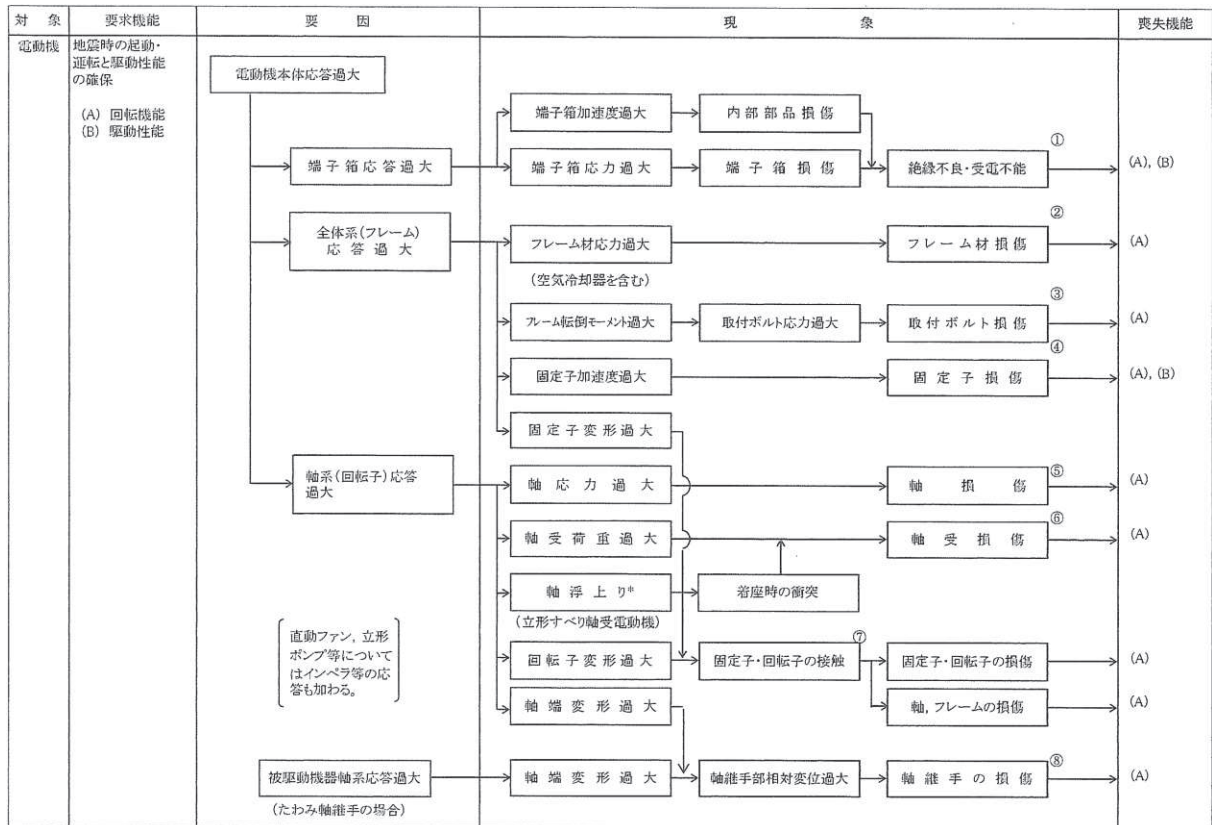 対 象
要求機能
要 因
現 象
喪失機能
電動機
地震時の起動・
運転と駆動性能
の確保
(A) 回転機能
(B) 駆動性能
電動機本体応答過大
端子箱加速度過大
内部部品損傷
端子箱応答過大
端子箱応力過大
端子箱損傷
絶縁不良・受電不能
①
(A), (B)
全体系(フレーム)
応答過大
フレーム材応力過大
(空気冷却器を含む)
フレーム材損傷
②
(A)
フレーム転倒モーメント過大
取付ボルト応力過大
取付ボルト損傷
③
(A)
固定子加速度過大
固定子損傷
④
(A), (B)
固定子変形過大
軸系(回転子)応答
過大
軸応力過大
軸損傷
⑤
(A)
軸受荷重過大
軸受損傷
⑥
(A)
軸浮上り*
(立形すべり軸受電動機)
着座時の衝突
直動ファン, 立形
ポンプ等について
はインペラ等の応
答も加わる。
回転子変形過大
固定子・回転子の接触
⑦
固定子・回転子の損傷
(A)
軸端変形過大
軸, フレームの損傷
(A)
被駆動機器軸系応答過大
(たわみ軸継手の場合)
軸端変形過大
軸継手部相対変位過大
軸継手の損傷
⑧
(A)